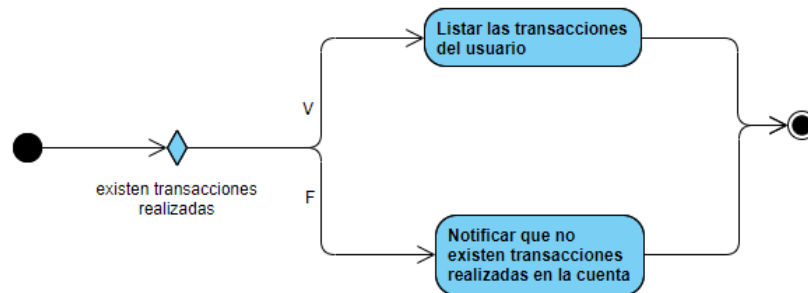 Listar las transacciones
del usuario
V
existen transacciones
realizadas
F
Notificar que no
existen transacciones
realizadas en la cuenta